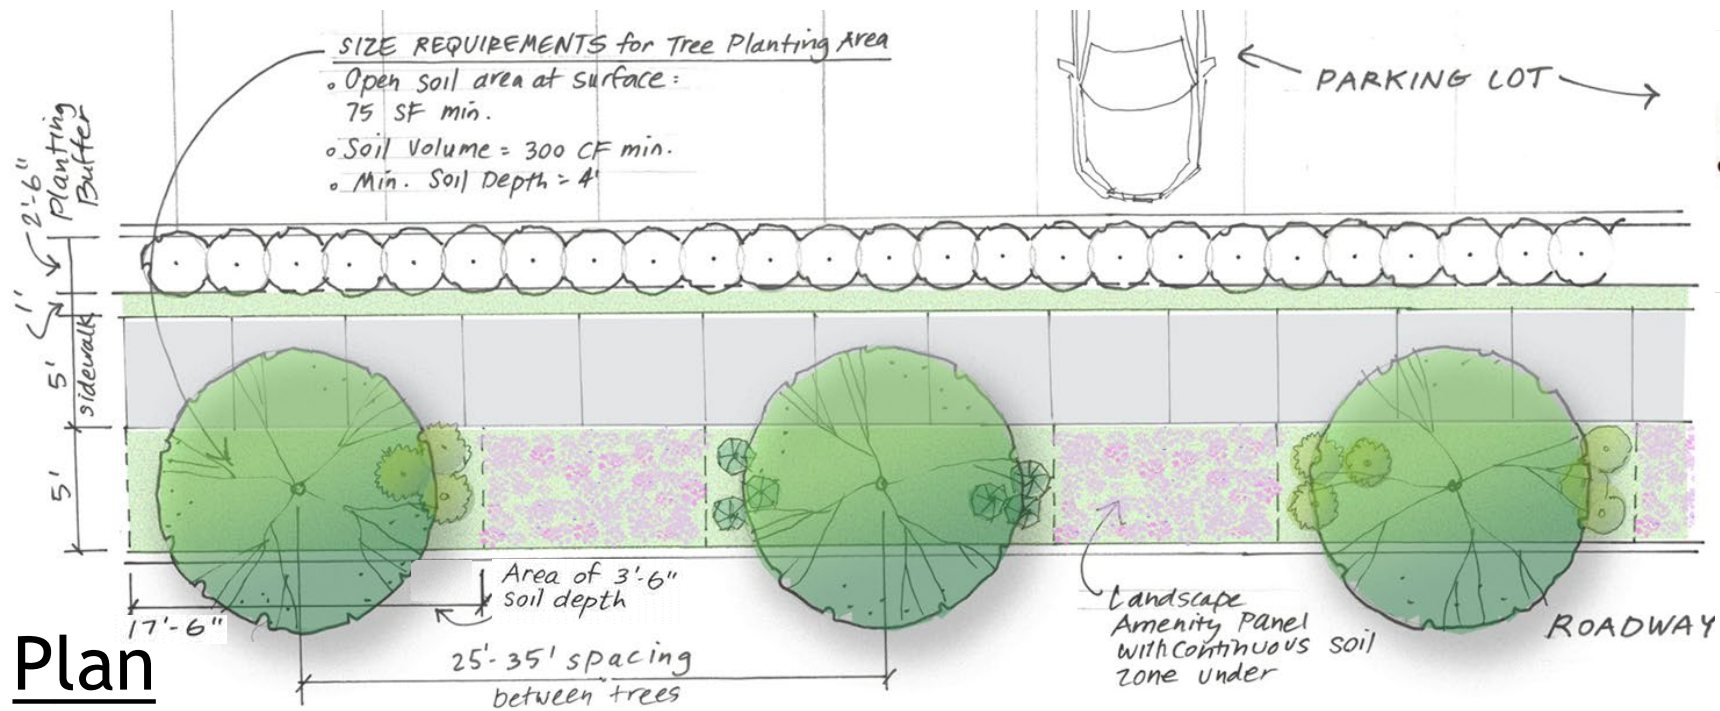 SIZE REQUIREMENTS for Tree Planting Area
• Open soil area at surface:
75 SF min.
• Soil Volume = 300 CF min.
• Min. Soil Depth = 4'
PARKING LOT
2'-6"
Planting
Buffer
1"
5'
sidewalk
5'
Area of 3'-6"
soil depth
17'-6"
25'-35' spacing
between trees
Landscape
Amenity Panel
with continuous soil
zone under
ROADWAY
Plan